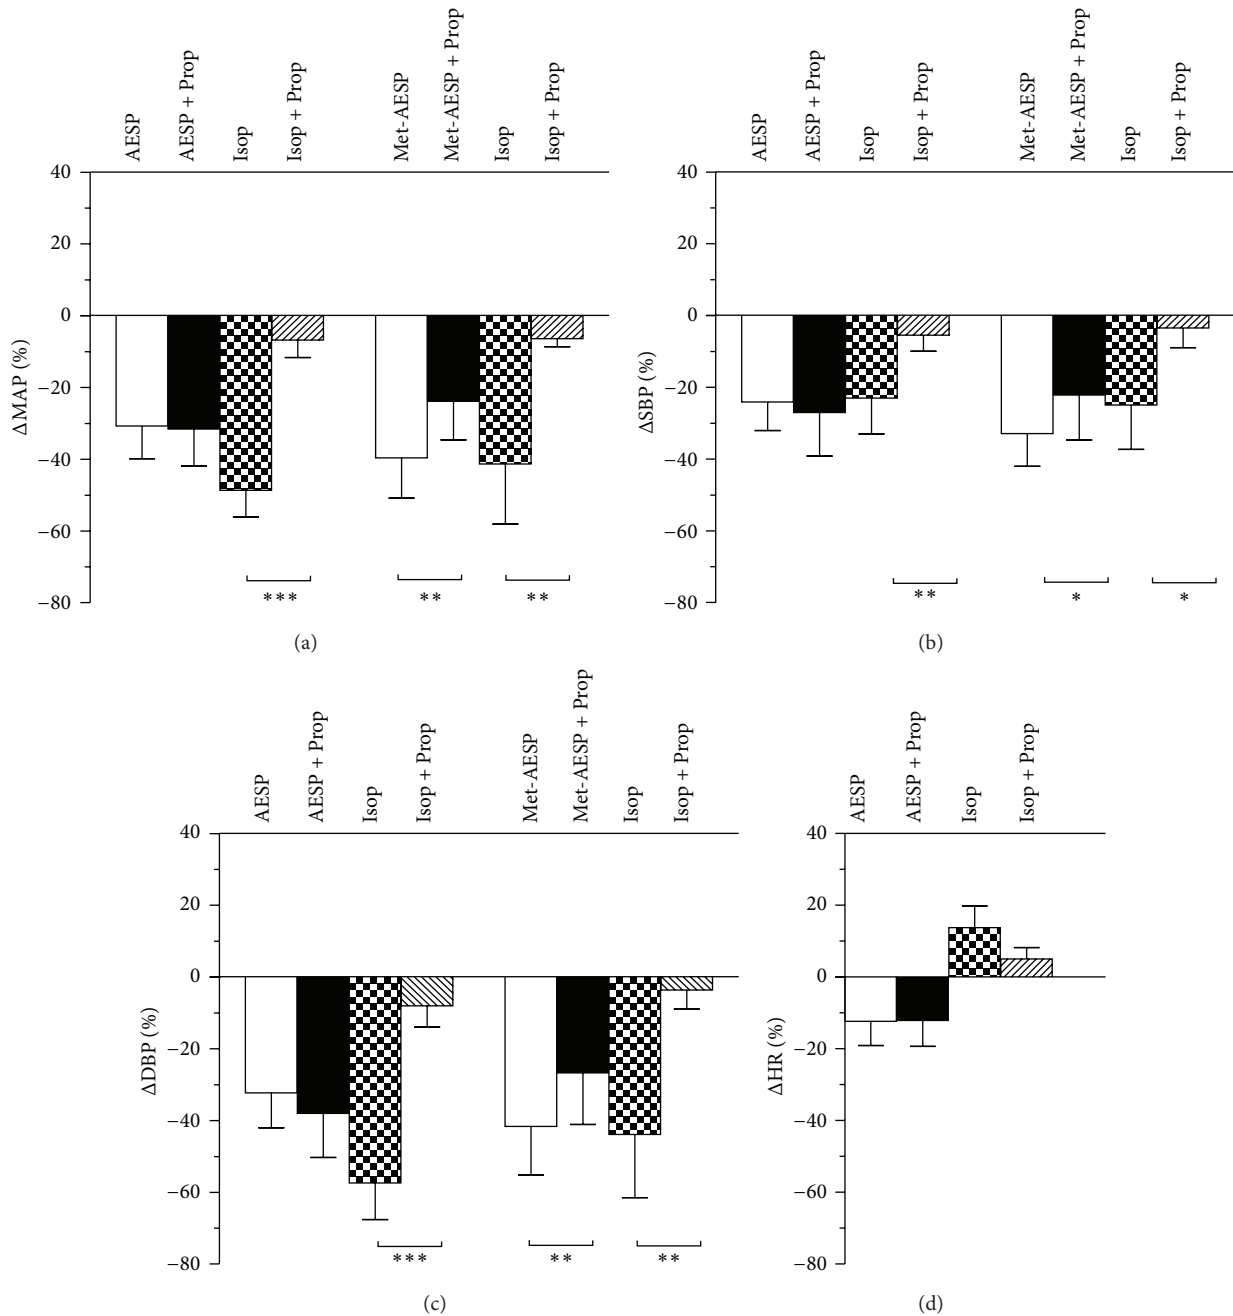 AESP
AESP + Prop
Isop
Isop + Prop
Met-AESP
Met-AESP + Prop
Isop
Isop + Prop
40
20
0
−20
−40
−60
−80
ΔMAP (%)
***
**
**
(a)
AESP
AESP + Prop
Isop
Isop + Prop
Met-AESP
Met-AESP + Prop
Isop
Isop + Prop
40
20
0
−20
−40
−60
−80
ΔSBP (%)
**
*
*
(b)
AESP
AESP + Prop
Isop
Isop + Prop
Met-AESP
Met-AESP + Prop
Isop
Isop + Prop
40
20
0
−20
−40
−60
−80
ΔDBP (%)
***
**
**
(c)
AESP
AESP + Prop
Isop
Isop + Prop
40
20
0
−20
−40
−60
−80
ΔHR (%)
(d)